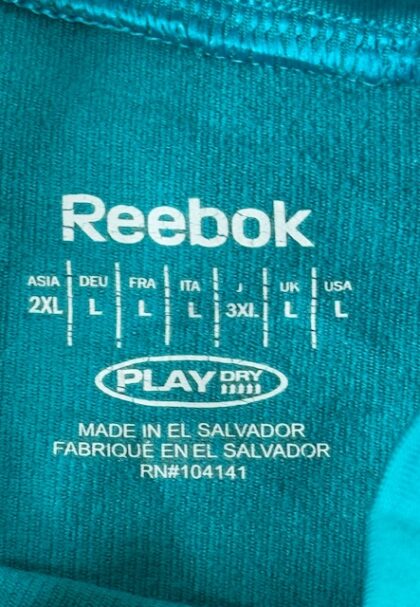 Reebok
ASIA DEU FRA ITA J UK USA
2XL L L L 3XL L L
PLAY DRY
MADE IN EL SALVADOR
FABRIQUÉ EN EL SALVADOR
RN#104141